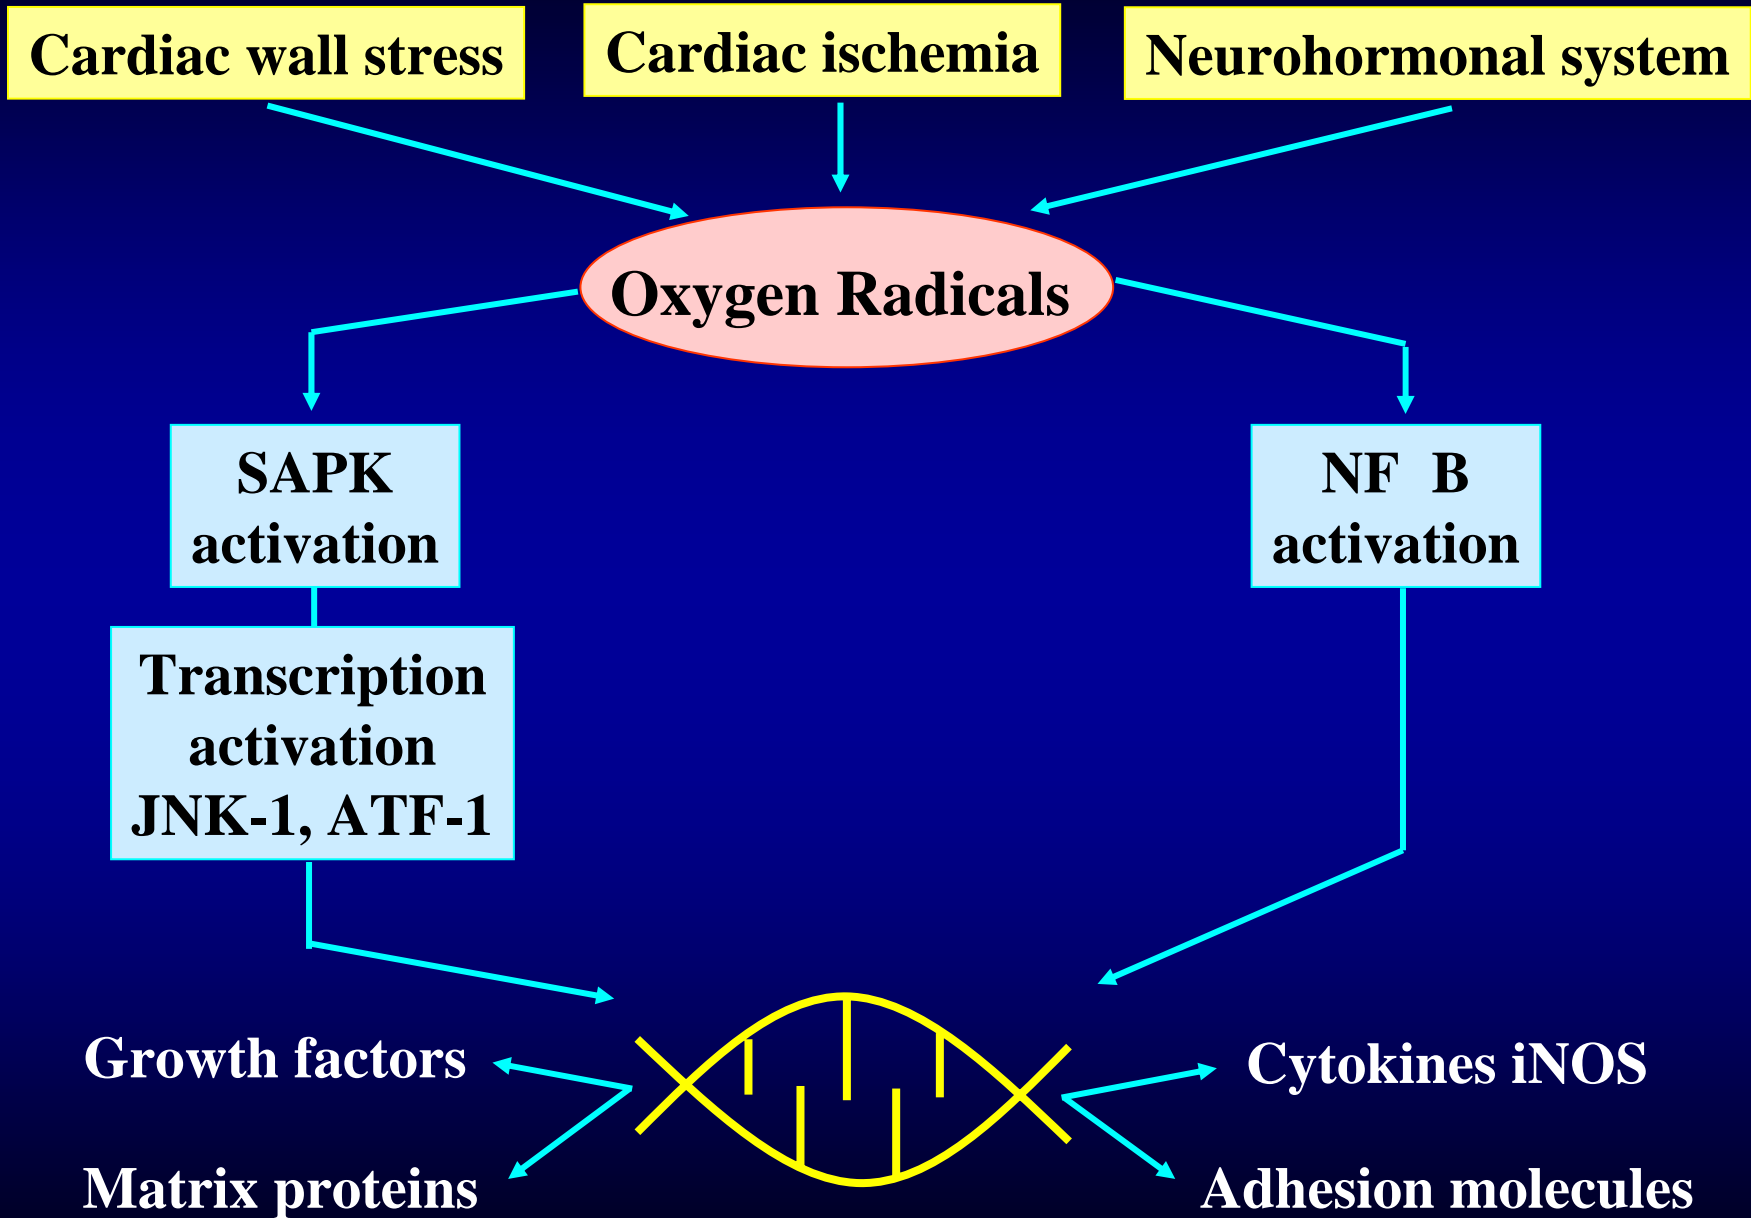 Cardiac wall stress
Cardiac ischemia
Neurohormonal system
Oxygen Radicals
SAPK
activation
NF B
activation
Transcription
activation
JNK-1, ATF-1
Growth factors
Cytokines iNOS
Matrix proteins
Adhesion molecules